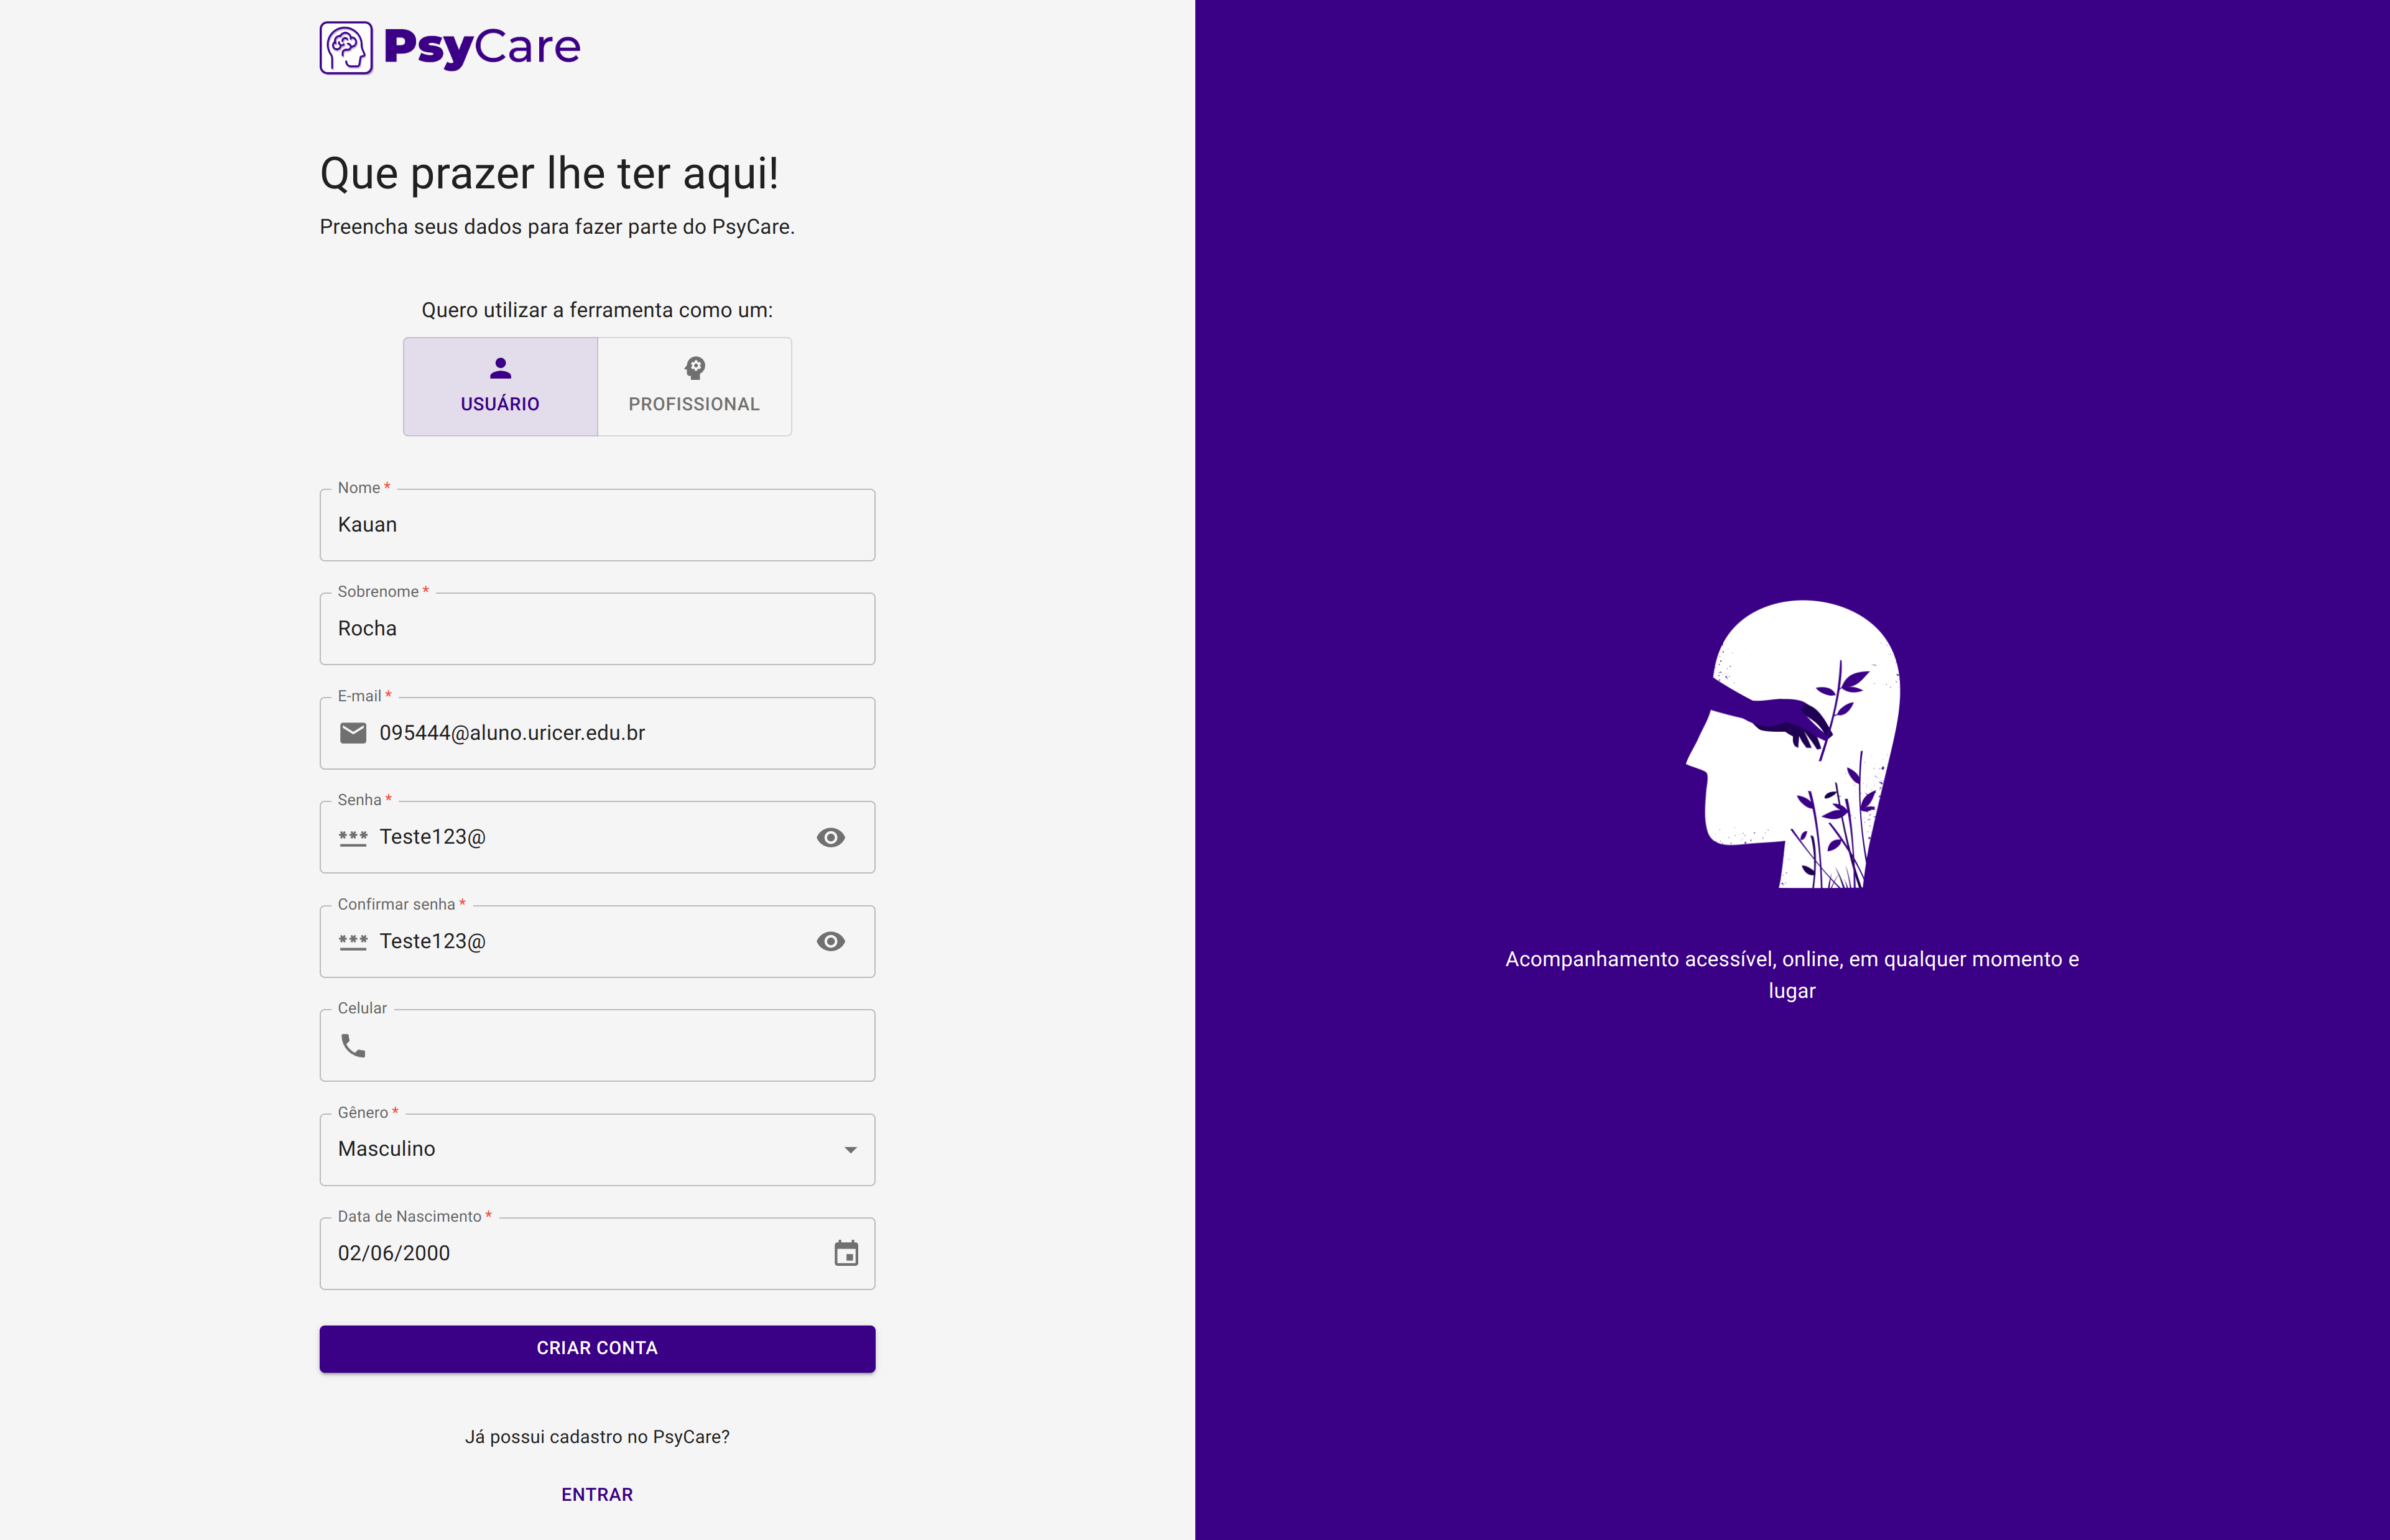 PsyCare
Que prazer lhe ter aqui!
Preencha seus dados para fazer parte do PsyCare.
Quero utilizar a ferramenta como um:
USUÁRIO
PROFISSIONAL
Nome *
Kauan
Sobrenome *
Rocha
E-mail *
095444@aluno.uricer.edu.br
Senha *
Teste123@
Confirmar senha *
Teste123@
Celular
Gênero *
Masculino
Data de Nascimento *
02/06/2000
CRIAR CONTA
Já possui cadastro no PsyCare?
ENTRAR
Acompanhamento acessível, online, em qualquer momento e
lugar